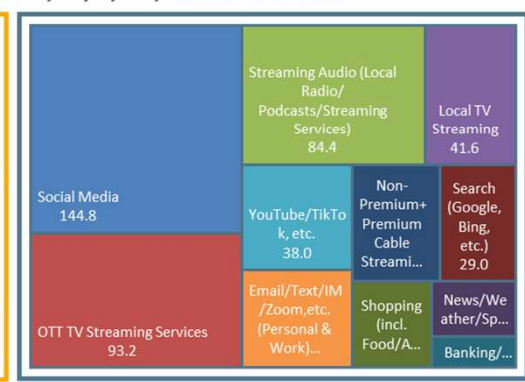 Social Media
144.8
OTT TV Streaming Services
93.2
Streaming Audio (Local
Radio/
Podcasts/Streaming
Services)
84.4
Local TV
Streaming
41.6
YouTube/TikTo
k, etc.
38.0
Non-
Premium+
Premium
Cable
Streami...
Search
(Google,
Bing,
etc.)
29.0
Email/Text/IM
/Zoom,etc.
(Personal &
Work)...
Shopping
(incl.
Food/A...
News/We
ather/Sp...
Banking/...